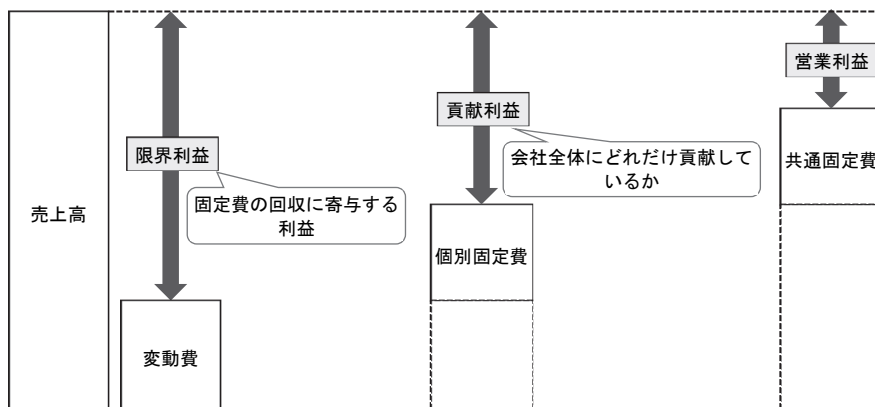 売上高
限界利益
固定費の回収に寄与する
利益
変動費
貢献利益
会社全体にどれだけ貢献して
いるか
個別固定費
営業利益
共通固定費